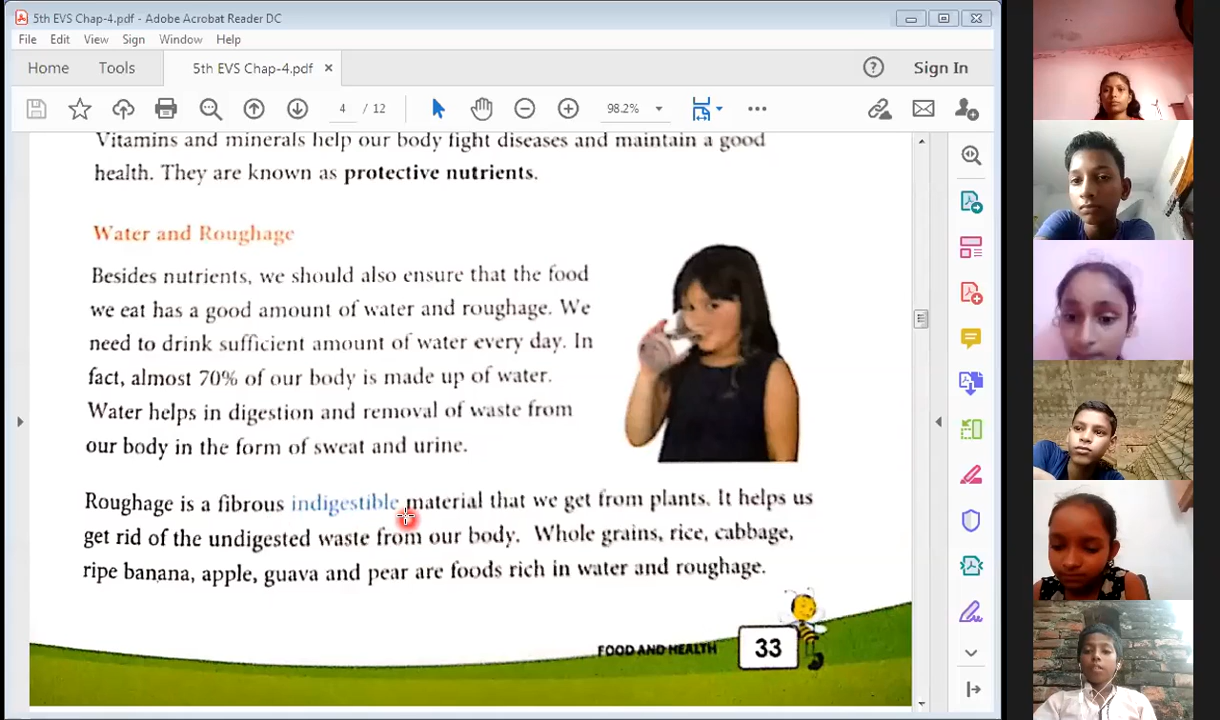 5th EVS Chap-4.pdf - Adobe Acrobat Reader DC
File Edit View Sign Window Help
Home Tools 5th EVS Chap-4.pdf × Sign In
4 / 12 98.2%
Vitamins and minerals help our body fight diseases and maintain a good
health. They are known as protective nutrients.
Water and Roughage
Besides nutrients, we should also ensure that the food
we eat has a good amount of water and roughage. We
need to drink sufficient amount of water every day. In
fact, almost 70% of our body is made up of water.
Water helps in digestion and removal of waste from
our body in the form of sweat and urine.
Roughage is a fibrous indigestible material that we get from plants. It helps us
get rid of the undigested waste from our body. Whole grains, rice, cabbage,
ripe banana, apple, guava and pear are foods rich in water and roughage.
FOOD AND HEALTH 33